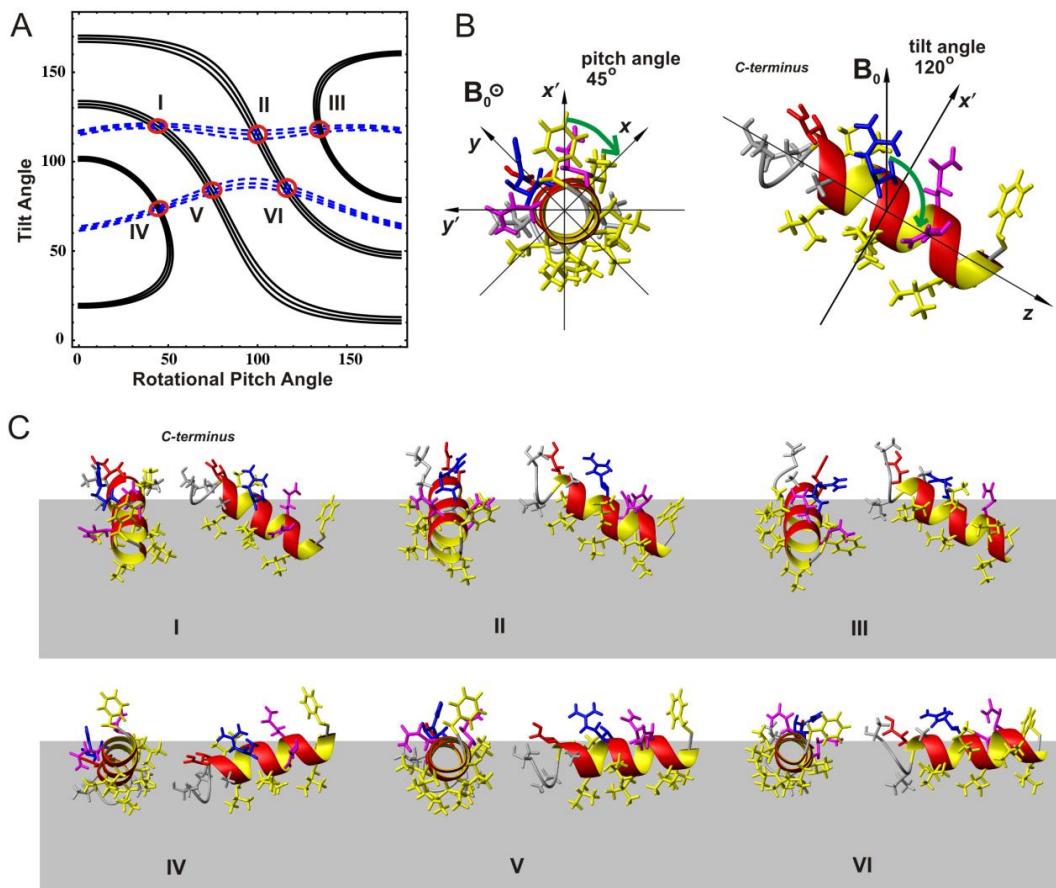 A
Tilt Angle
150
100
50
0
I
II
III
IV
V
VI
0
50
100
150
Rotational Pitch Angle
B
B₀⊙
pitch angle
45°
x'
x
y
y'
C-terminus
B₀
tilt angle
120°
x'
z
C
C-terminus
I
II
III
IV
V
VI